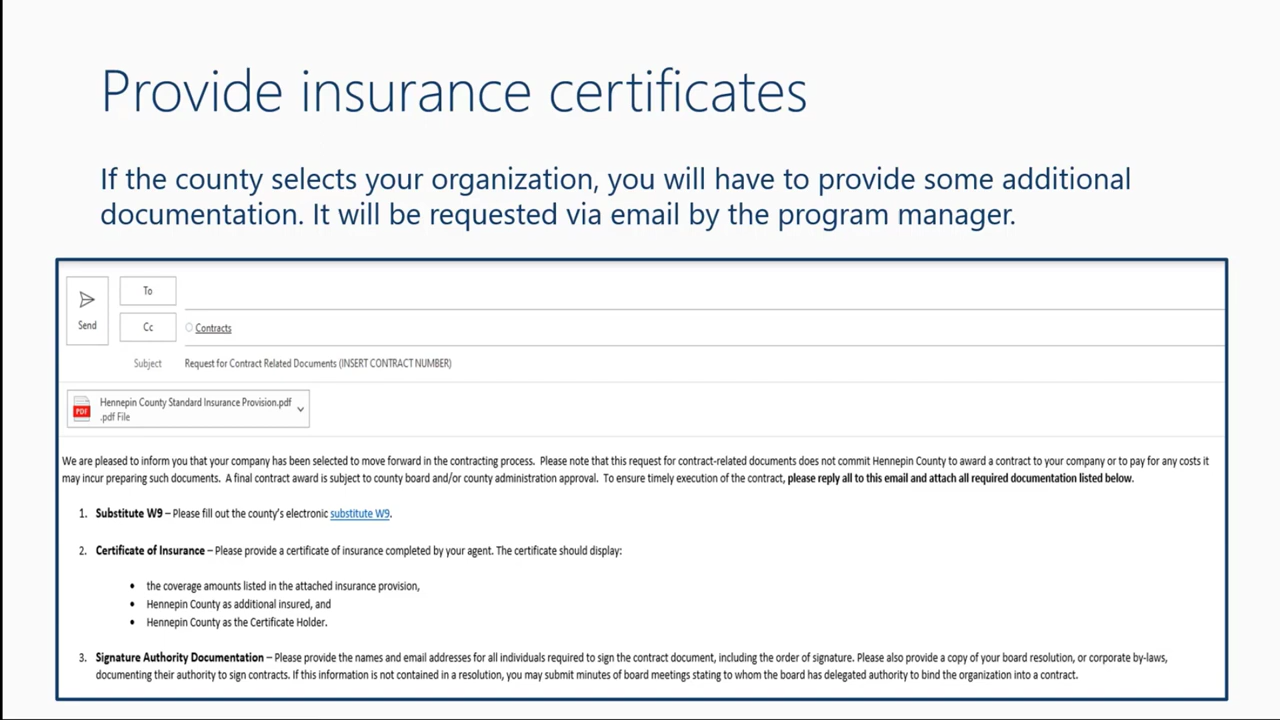 Provide insurance certificates
If the county selects your organization, you will have to provide some additional
documentation. It will be requested via email by the program manager.
Send
To
Cc
Contracts
Subject
Request for Contract Related Documents (INSERT CONTRACT NUMBER)
PDF
Hennepin County Standard Insurance Provision.pdf
.pdf File
We are pleased to inform you that your company has been selected to move forward in the contracting process. Please note that this request for contract-related documents does not commit Hennepin County to award a contract to your company or to pay for any costs it
may incur preparing such documents. A final contract award is subject to county board and/or county administration approval. To ensure timely execution of the contract, please reply all to this email and attach all required documentation listed below.
1. Substitute W9 – Please fill out the county's electronic substitute W9.
2. Certificate of Insurance – Please provide a certificate of insurance completed by your agent. The certificate should display:
• the coverage amounts listed in the attached insurance provision,
• Hennepin County as additional insured, and
• Hennepin County as the Certificate Holder.
3. Signature Authority Documentation – Please provide the names and email addresses for all individuals required to sign the contract document, including the order of signature. Please also provide a copy of your board resolution, or corporate by-laws,
documenting their authority to sign contracts. If this information is not contained in a resolution, you may submit minutes of board meetings stating to whom the board has delegated authority to bind the organization into a contract.